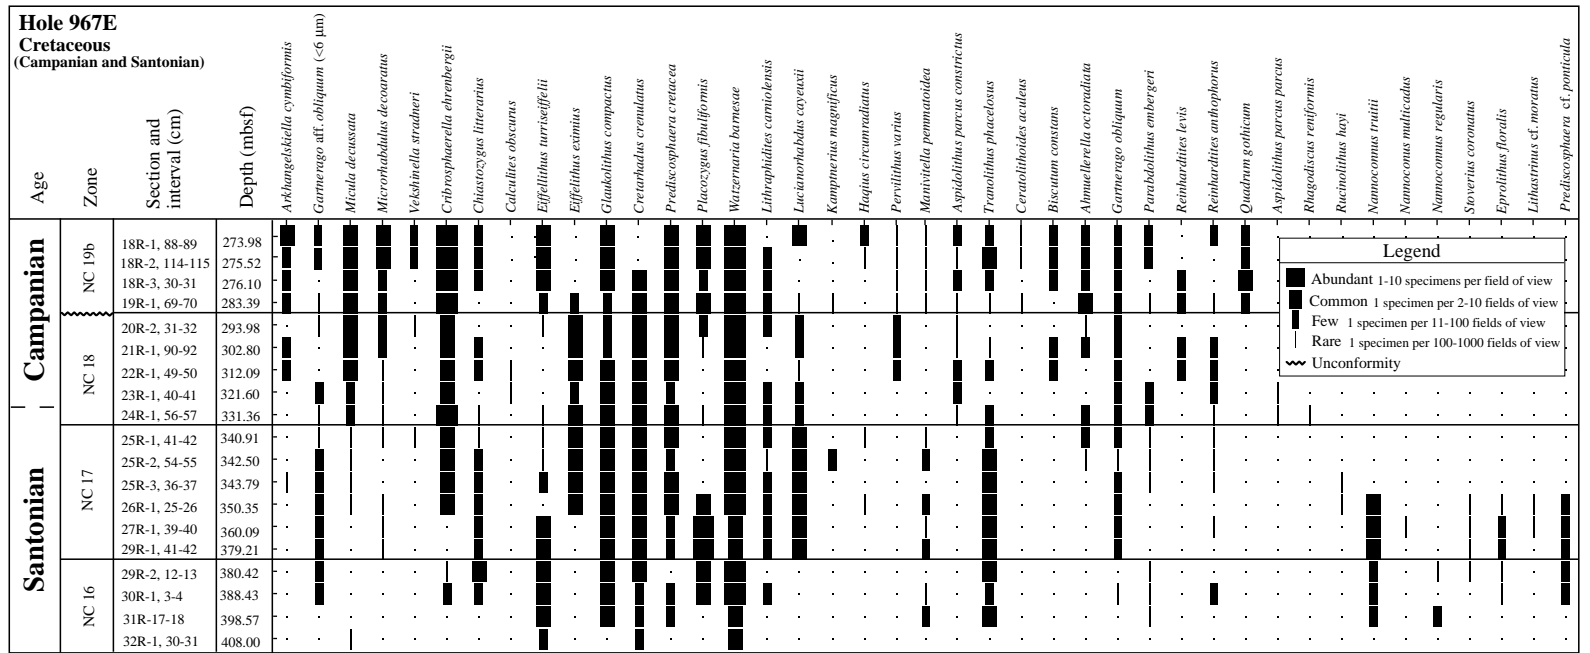 Hole 967E
Cretaceous
(Campanian and Santonian)
Age
Zone
Section and
interval (cm)
Depth (mbsf)
Arkhangelskiella cymbiformis
Gartnerago aff. obliquum (<6 μm)
Micula decussata
Microrhabdulus decoaratus
Vekshinella stradneri
Cribrosphaerella ehrenbergii
Chiastozygus litterarius
Calculites obscurus
Eiffellithus turriseiffelii
Eiffelithus eximius
Glaukolithus compactus
Cretarhadus crenulatus
Prediscosphaera cretacea
Placozygus fibuliformis
Watzernaria barnesae
Lithraphidites carniolensis
Lucianorhabdus cayeuxii
Kamptnerius magnificus
Haqius circumradiatus
Pervilithus varius
Manivitella pemmatoidea
Aspidolithus parcus constrictus
Tranolithus phacelosus
Ceratolithoides aculeus
Biscutum constans
Ahmuellerella octoradiata
Gartnerago obliquum
Parabdolithus embergeri
Reinhardites levis
Reinhardites anthophorus
Quadrum gothicum
Aspidolithus parcus
Rhagodiscus reniformis
Rucinolithus hayi
Nannoconnus truitii
Nannoconus multicadus
Nannoconnus regularis
Stoverius coronatus
Eprolithus floralis
Lithastrinus cf. moratus
Prediscosphaera cf. ponticula
Campanian
Santonian
NC 19b
NC 18
NC 17
NC 16
18R-1, 88-89 273.98
18R-2, 114-115 275.52
18R-3, 30-31 276.10
19R-1, 69-70 283.39
20R-2, 31-32 293.98
21R-1, 90-92 302.80
22R-1, 49-50 312.09
23R-1, 40-41 321.60
24R-1, 56-57 331.36
25R-1, 41-42 340.91
25R-2, 54-55 342.50
25R-3, 36-37 343.79
26R-1, 25-26 350.35
27R-1, 39-40 360.09
29R-1, 41-42 379.21
29R-2, 12-13 380.42
30R-1, 3-4 388.43
31R-17-18 398.57
32R-1, 30-31 408.00
Legend
Abundant 1-10 specimens per field of view
Common 1 specimen per 2-10 fields of view
Few 1 specimen per 11-100 fields of view
Rare 1 specimen per 100-1000 fields of view
Unconformity